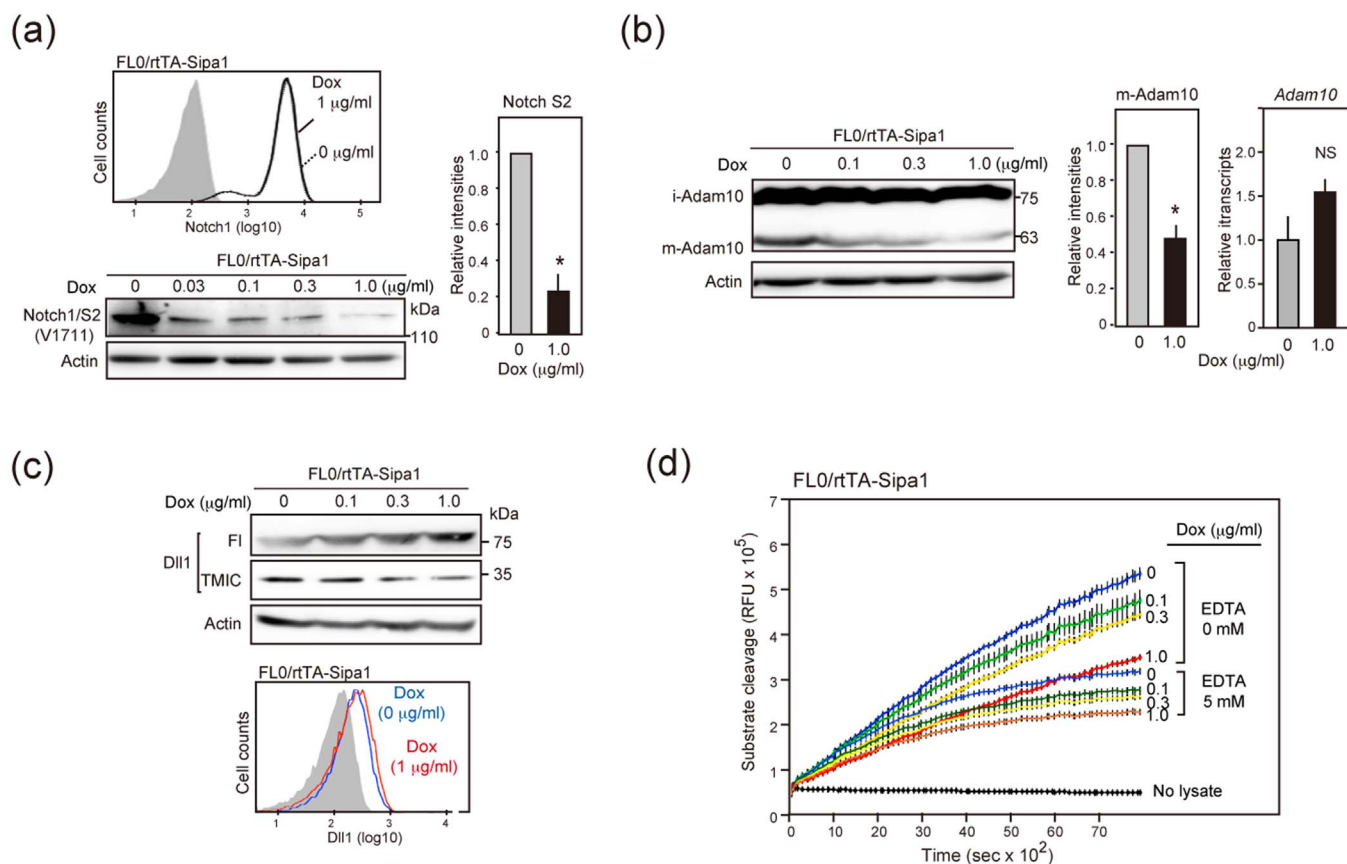 (a)
FL0/rtTA-Sipa1
Dox
1 μg/ml
0 μg/ml
Cell counts
1 2 3 4 5
Notch1 (log10)
FL0/rtTA-Sipa1
Dox 0 0.03 0.1 0.3 1.0 (μg/ml)
kDa
Notch1/S2
(V1711)
110
Actin
Notch S2
Relative intensities
1.0
0.8
0.6
0.4
0.2
0
*
0 1.0
Dox (μg/ml)
(b)
FL0/rtTA-Sipa1
Dox 0 0.1 0.3 1.0 (μg/ml)
i-Adam10
75
m-Adam10
63
Actin
m-Adam10
Relative intensities
1.0
0.8
0.6
0.4
0.2
0
*
0 1.0
Adam10
Relative itranscripts
2.0
1.5
1.0
0.5
0
NS
0 1.0
Dox (μg/ml)
(c)
FL0/rtTA-Sipa1
Dox (μg/ml) 0 0.1 0.3 1.0
kDa
Dll1
Fl
75
TMIC
35
Actin
FL0/rtTA-Sipa1
Dox
(0 μg/ml)
Dox
(1 μg/ml)
Cell counts
1 2 3 4
Dll1 (log10)
(d)
FL0/rtTA-Sipa1
Substrate cleavage (RFU x 10⁵)
7
6
5
4
3
2
1
0
Dox (μg/ml)
0
0.1
0.3
1.0
EDTA
0 mM
0
0.1
0.3
1.0
EDTA
5 mM
No lysate
0 10 20 30 40 50 60 70
Time (sec x 10²)